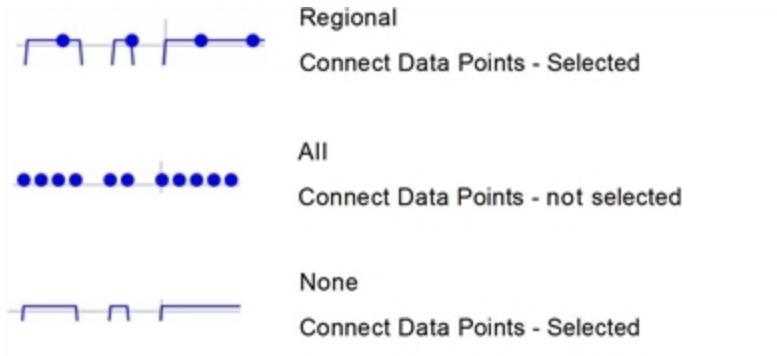 Regional
Connect Data Points - Selected
All
Connect Data Points - not selected
None
Connect Data Points - Selected